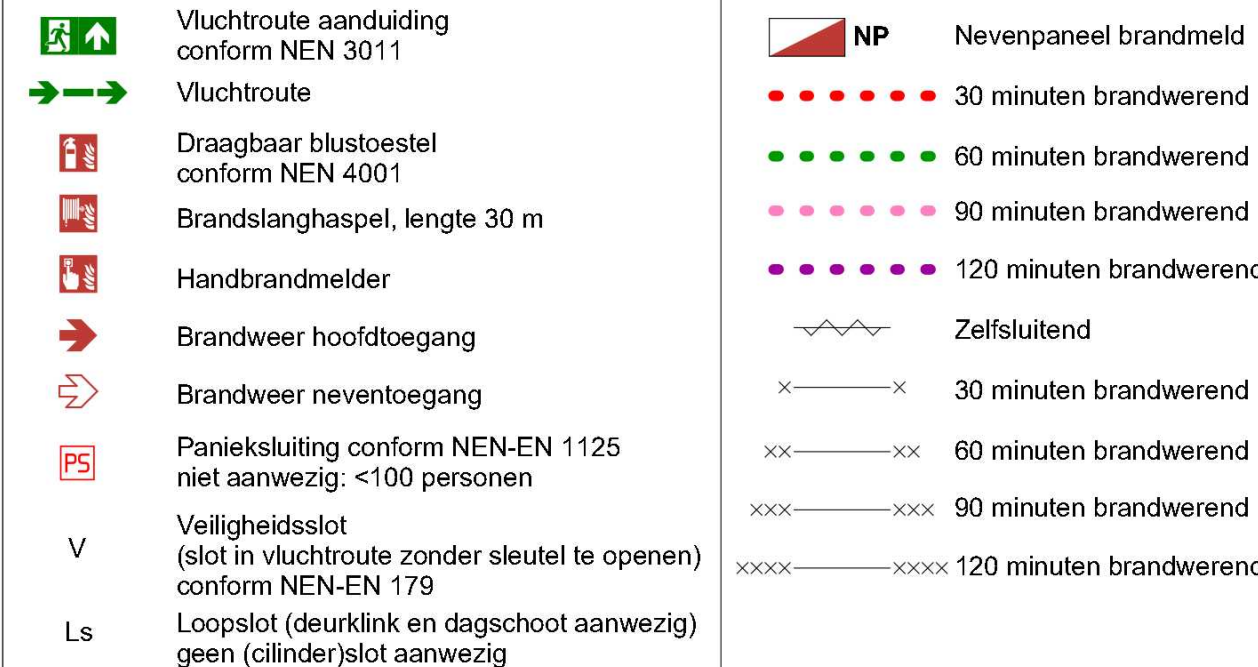 Vluchtroute aanduiding
conform NEN 3011
Vluchtroute
Draagbaar blustoestel
conform NEN 4001
Brandslanghaspel, lengte 30 m
Handbrandmelder
Brandweer hoofdtoegang
Brandweer neventoegang
PS
Panieksluiting conform NEN-EN 1125
niet aanwezig: <100 personen
V
Veiligheidsslot
(slot in vluchtroute zonder sleutel te openen)
conform NEN-EN 179
Ls
Loopslot (deurklink en dagschoot aanwezig)
geen (cilinder)slot aanwezig
NP Nevenpaneel brandmeld
30 minuten brandwerend
60 minuten brandwerend
90 minuten brandwerend
120 minuten brandwerend
Zelfsluitend
× × 30 minuten brandwerend
×× ×× 60 minuten brandwerend
××× ××× 90 minuten brandwerend
×××× ×××× 120 minuten brandwerend